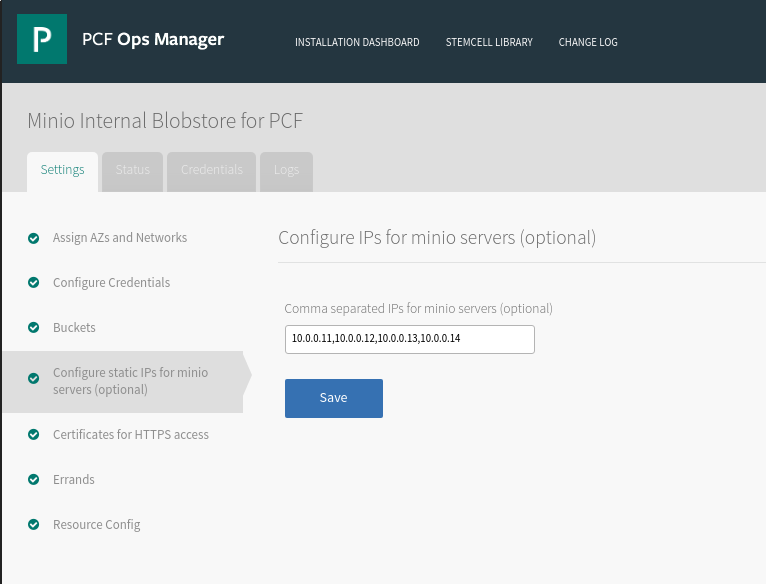 P
PCF Ops Manager
INSTALLATION DASHBOARD STEMCELL LIBRARY CHANGE LOG
Minio Internal Blobstore for PCF
Settings Status Credentials Logs
Assign AZs and Networks
Configure Credentials
Buckets
Configure static IPs for minio
servers (optional)
Certificates for HTTPS access
Errands
Resource Config
Configure IPs for minio servers (optional)
Comma separated IPs for minio servers (optional)
10.0.0.11,10.0.0.12,10.0.0.13,10.0.0.14
Save